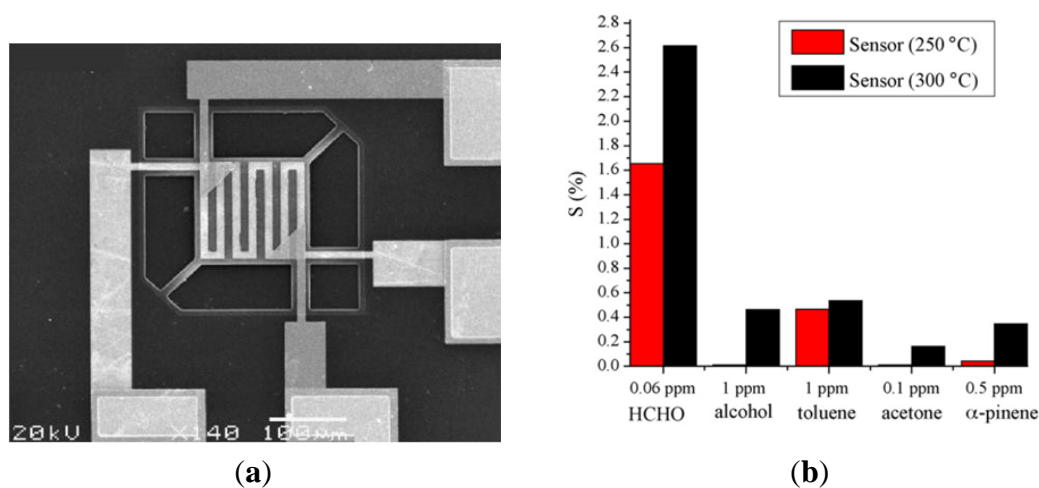 20kV X140 100μm
(a)
2.8
2.6
2.4
2.2
2.0
1.8
1.6
1.4
1.2
1.0
0.8
0.6
0.4
0.2
0.0
S (%)
Sensor (250 °C)
Sensor (300 °C)
0.06 ppm 1 ppm 1 ppm 0.1 ppm 0.5 ppm
HCHO alcohol toluene acetone α-pinene
(b)